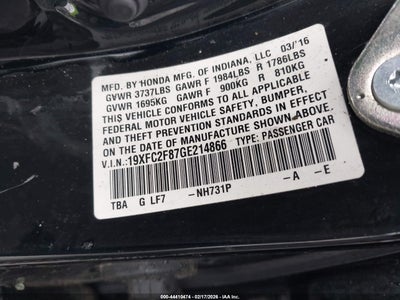 MFD. BY HONDA MFG. OF INDIANA, LLC 03/16
GVWR 3737LBS GAWR F 1984LBS R 1786LBS
GVWR 1695KG GAWR F 900KG R 810KG
THIS VEHICLE CONFORMS TO ALL APPLICABLE
FEDERAL MOTOR VEHICLE SAFETY, BUMPER,
AND THEFT PREVENTION STANDARDS IN EFFECT
ON THE DATE OF MANUFACTURE SHOWN ABOVE.
V.I.N.: 19XFC2F87GE214866 TYPE: PASSENGER CAR
TBA G LF7 -NH731P -A -E
000-44410474 - 02/17/2026 - IAA Inc.